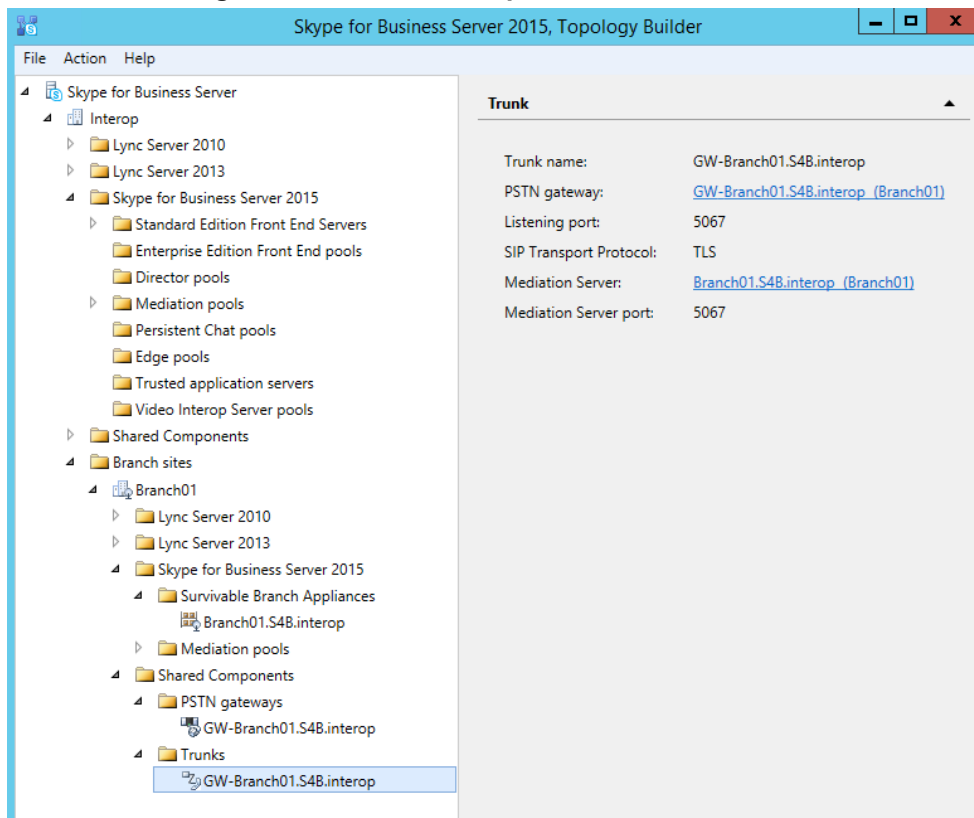 Skype for Business Server 2015, Topology Builder
File Action Help
Skype for Business Server
Interop
Lync Server 2010
Lync Server 2013
Skype for Business Server 2015
Standard Edition Front End Servers
Enterprise Edition Front End pools
Director pools
Mediation pools
Persistent Chat pools
Edge pools
Trusted application servers
Video Interop Server pools
Shared Components
Branch sites
Branch01
Lync Server 2010
Lync Server 2013
Skype for Business Server 2015
Survivable Branch Appliances
Branch01.S4B.interop
Mediation pools
Shared Components
PSTN gateways
GW-Branch01.S4B.interop
Trunks
GW-Branch01.S4B.interop
Trunk
Trunk name: GW-Branch01.S4B.interop
PSTN gateway: GW-Branch01.S4B.interop (Branch01)
Listening port: 5067
SIP Transport Protocol: TLS
Mediation Server: Branch01.S4B.interop (Branch01)
Mediation Server port: 5067